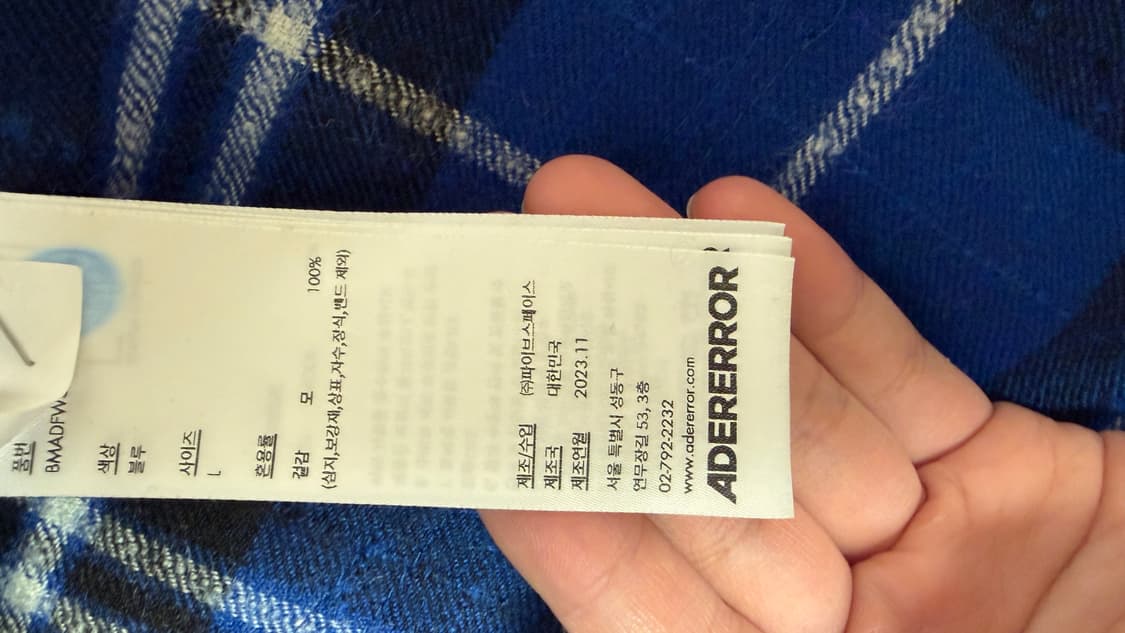 품번
BMADFW
색상
블루
사이즈
L
혼용률
겉감 모 100%
(심지,보강재,상표,자수,장식,밴드 제외)
제조/수입 ㈜파이브스페이스
제조국 대한민국
제조연월 2023.11
서울 특별시 성동구
연무장길 53, 3층
02-792-2232
www.adererror.com
ADERERROR